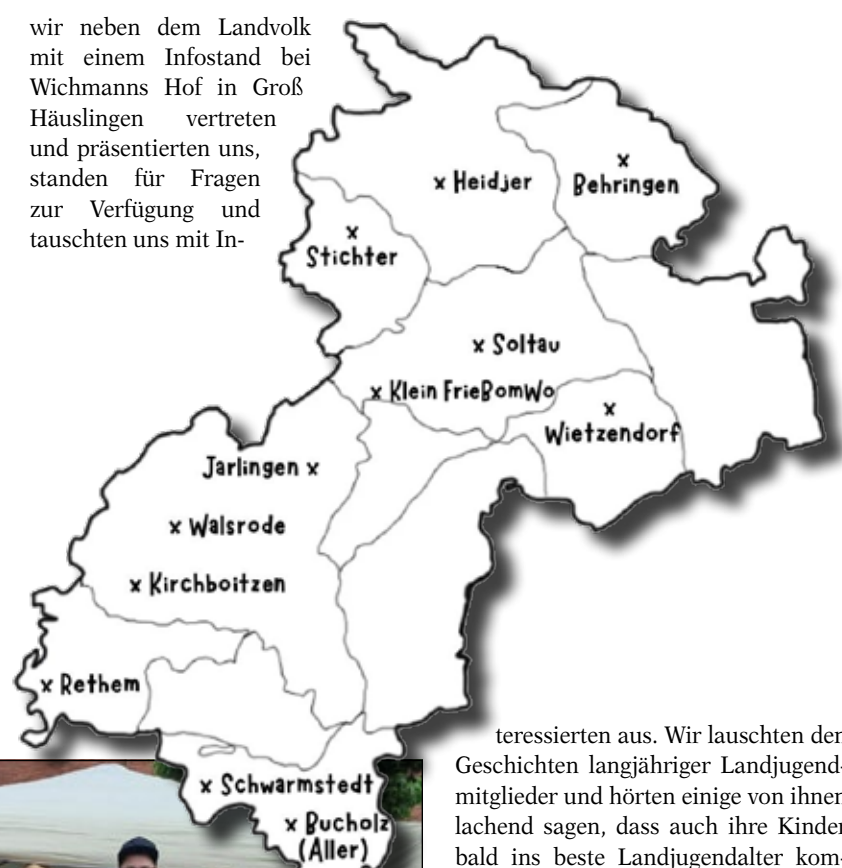 wir neben dem Landvolk
mit einem Infostand bei
Wichmanns Hof in Groß
Häuslingen vertreten
und präsentierten uns,
standen für Fragen
zur Verfügung und
tauschten uns mit In-
x Heidjer
x
Behringen
x
Stichter
x Soltau
x Klein FrießomWo
x
Wietzendorf
Jarlingen x
x Walsrode
x Kirchboitzen
x Rethem
x Schwarmstedt
x Bucholz
(Aller)
teressierten aus. Wir lauschten den
Geschichten langjähriger Landjugend-
mitglieder und hörten einige von ihnen
lachend sagen, dass auch ihre Kinder
bald ins beste Landjugendalter kom-